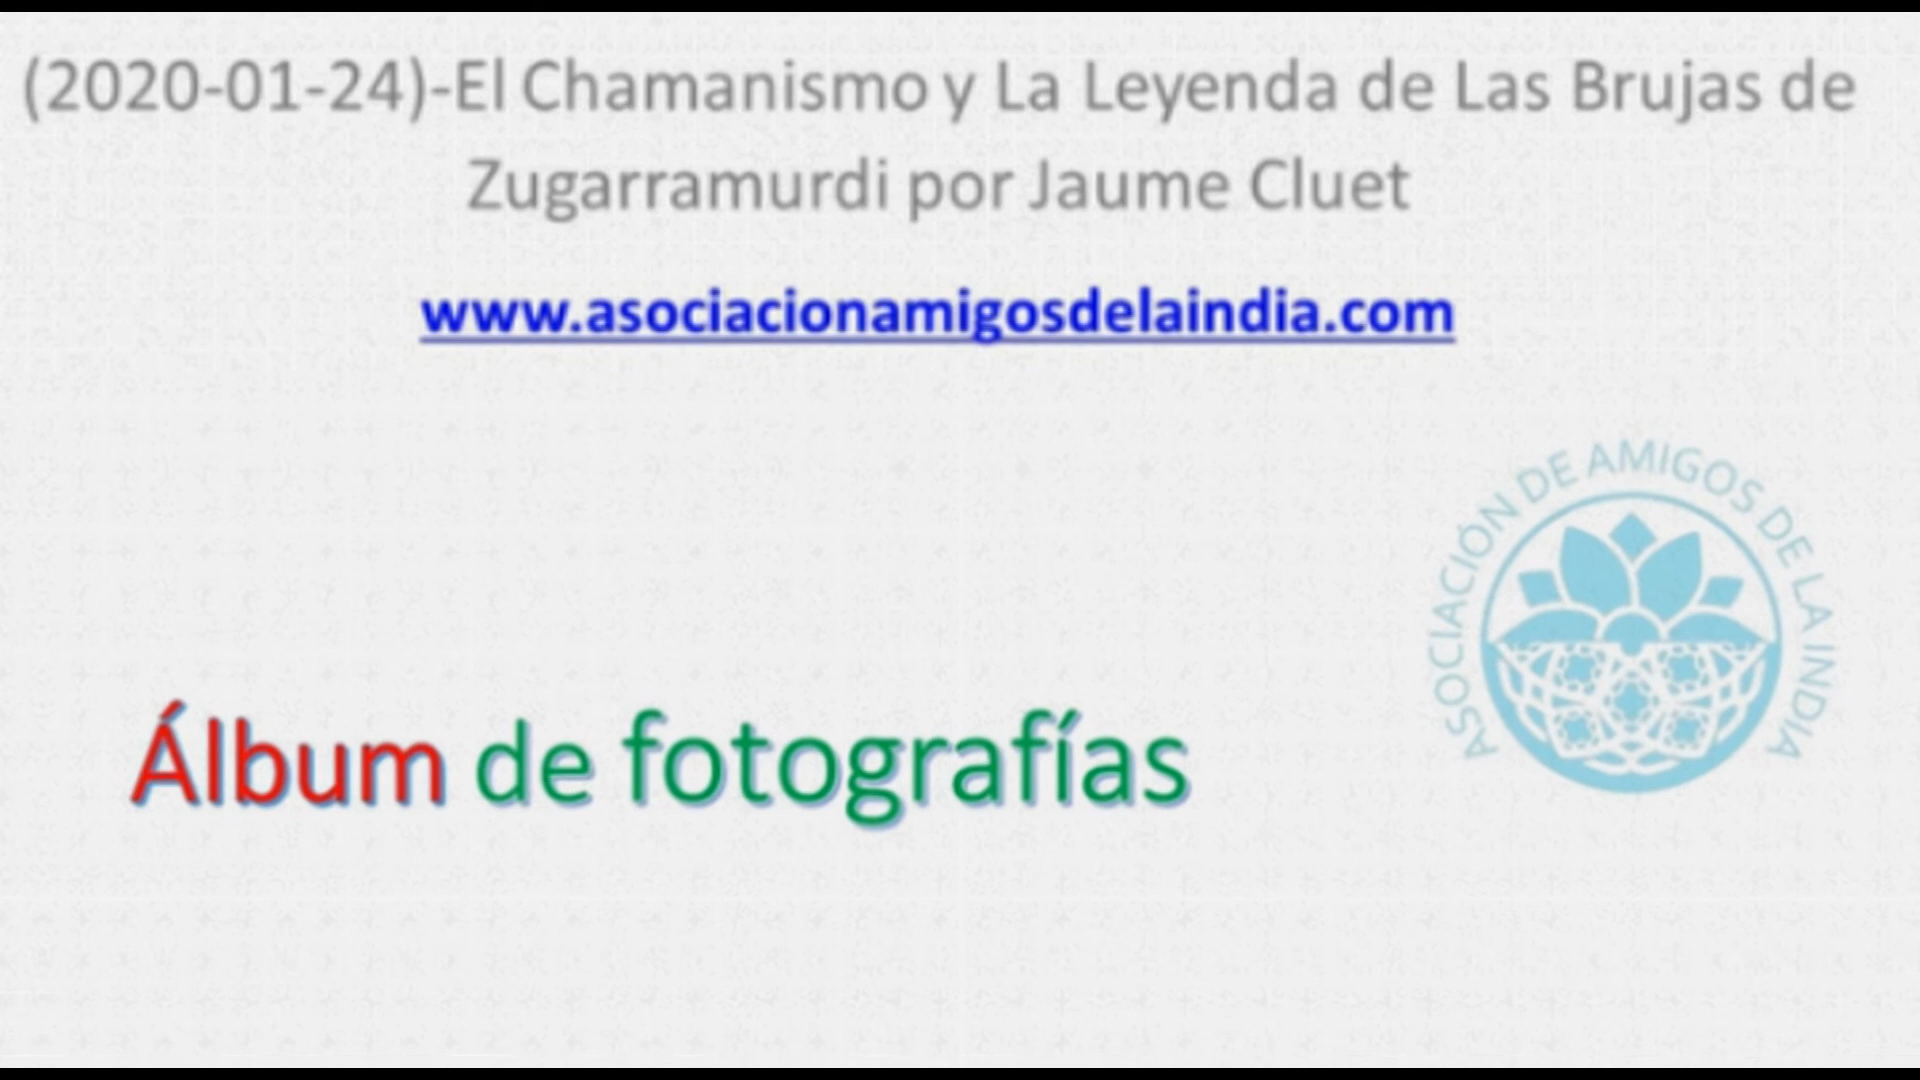 (2020-01-24)-El Chamanismo y La Leyenda de Las Brujas de
Zugarramurdi por Jaume Cluet
www.asociacionamigosdelaindia.com
ASOCIACIÓN DE AMIGOS DE LA INDIA
Álbum de fotografías